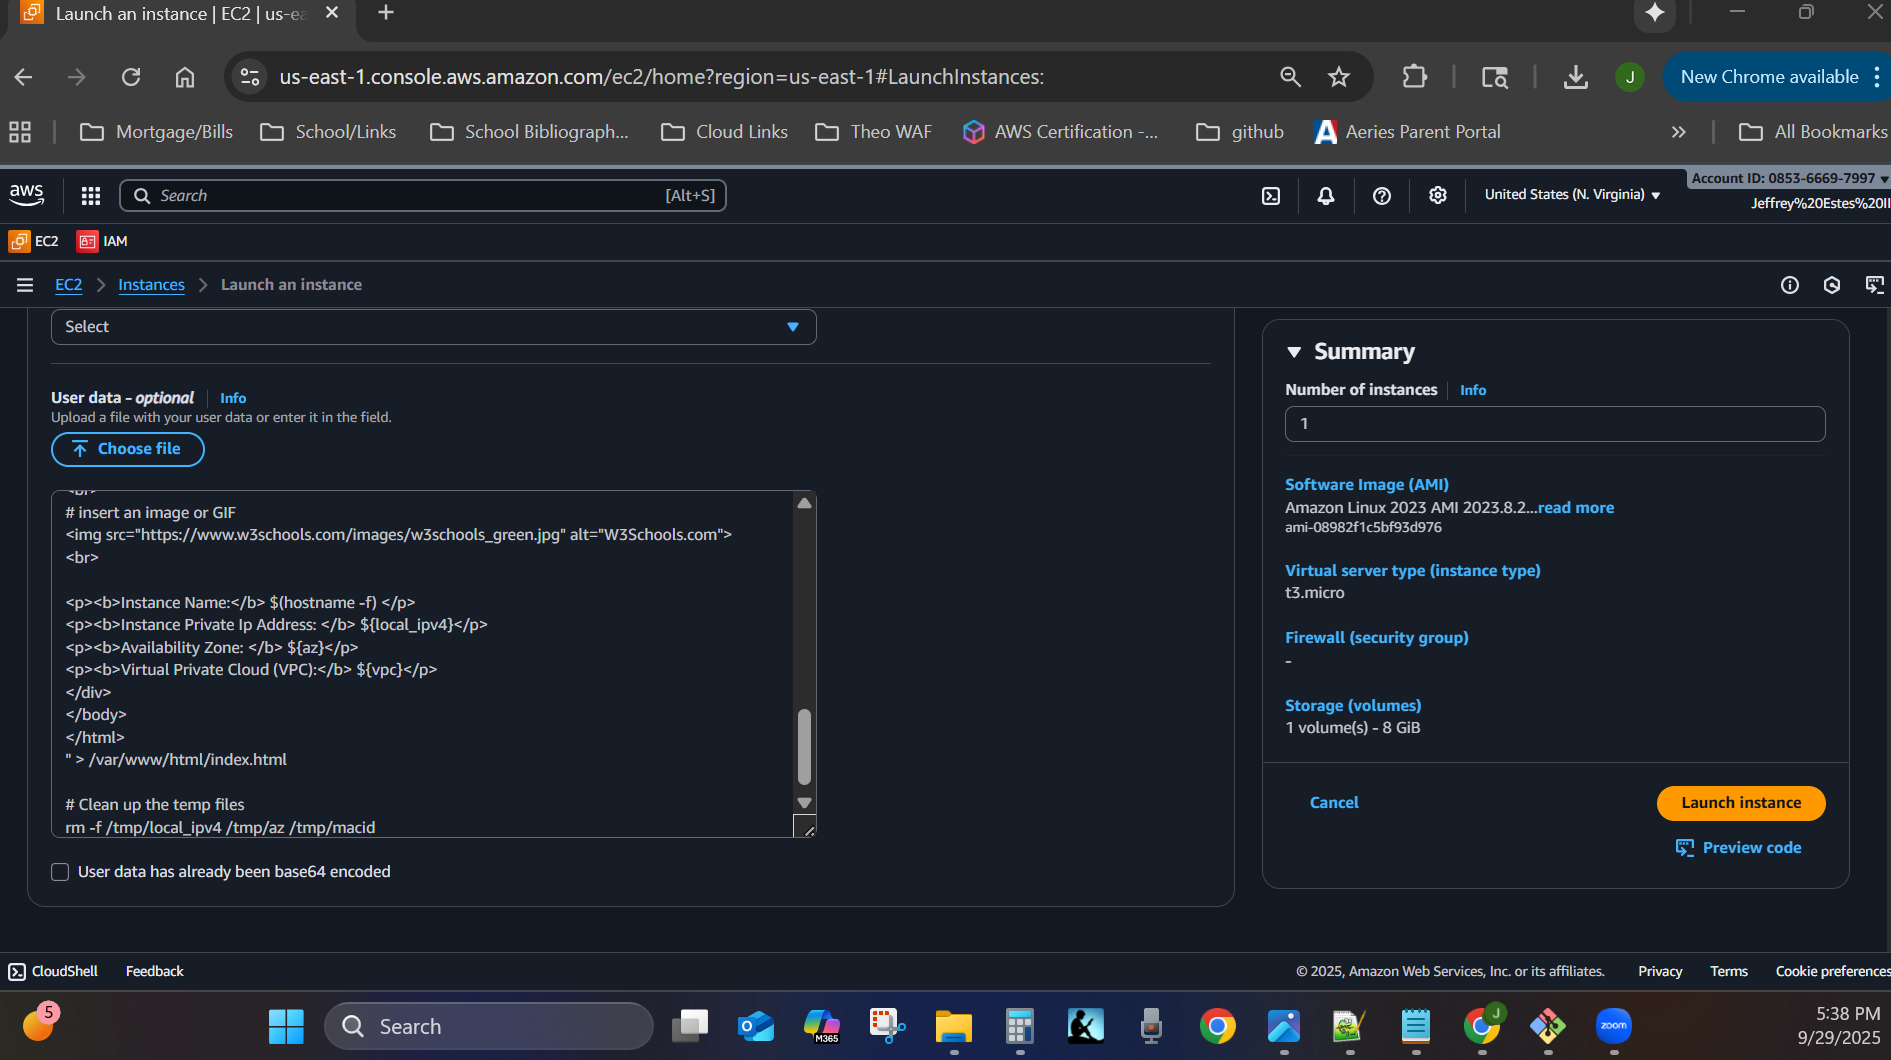 Launch an instance | EC2 | us-ea
us-east-1.console.aws.amazon.com/ec2/home?region=us-east-1#LaunchInstances:
J
New Chrome available
Mortgage/Bills
School/Links
School Bibliograph...
Cloud Links
Theo WAF
AWS Certification -...
github
Aeries Parent Portal
All Bookmarks
aws
Search
[Alt+S]
United States (N. Virginia)
Account ID: 0853-6669-7997
Jeffrey%20Estes%20II
EC2
IAM
EC2 > Instances > Launch an instance
Select
User data - optional
Info
Upload a file with your user data or enter it in the field.
Choose file
<br>
# insert an image or GIF
<img src="https://www.w3schools.com/images/w3schools_green.jpg" alt="W3Schools.com">
<br>
<p><b>Instance Name:</b> $(hostname -f) </p>
<p><b>Instance Private Ip Address: </b> ${local_ipv4}</p>
<p><b>Availability Zone: </b> ${az}</p>
<p><b>Virtual Private Cloud (VPC):</b> ${vpc}</p>
</div>
</body>
</html>
" > /var/www/html/index.html
# Clean up the temp files
rm -f /tmp/local_ipv4 /tmp/az /tmp/macid
User data has already been base64 encoded
Summary
Number of instances
Info
1
Software Image (AMI)
Amazon Linux 2023 AMI 2023.8.2...read more
ami-08982f1c5bf93d976
Virtual server type (instance type)
t3.micro
Firewall (security group)
-
Storage (volumes)
1 volume(s) - 8 GiB
Cancel
Launch instance
Preview code
CloudShell
Feedback
© 2025, Amazon Web Services, Inc. or its affiliates.
Privacy
Terms
Cookie preferences
5
Search
M365
J
zoom
5:38 PM
9/29/2025